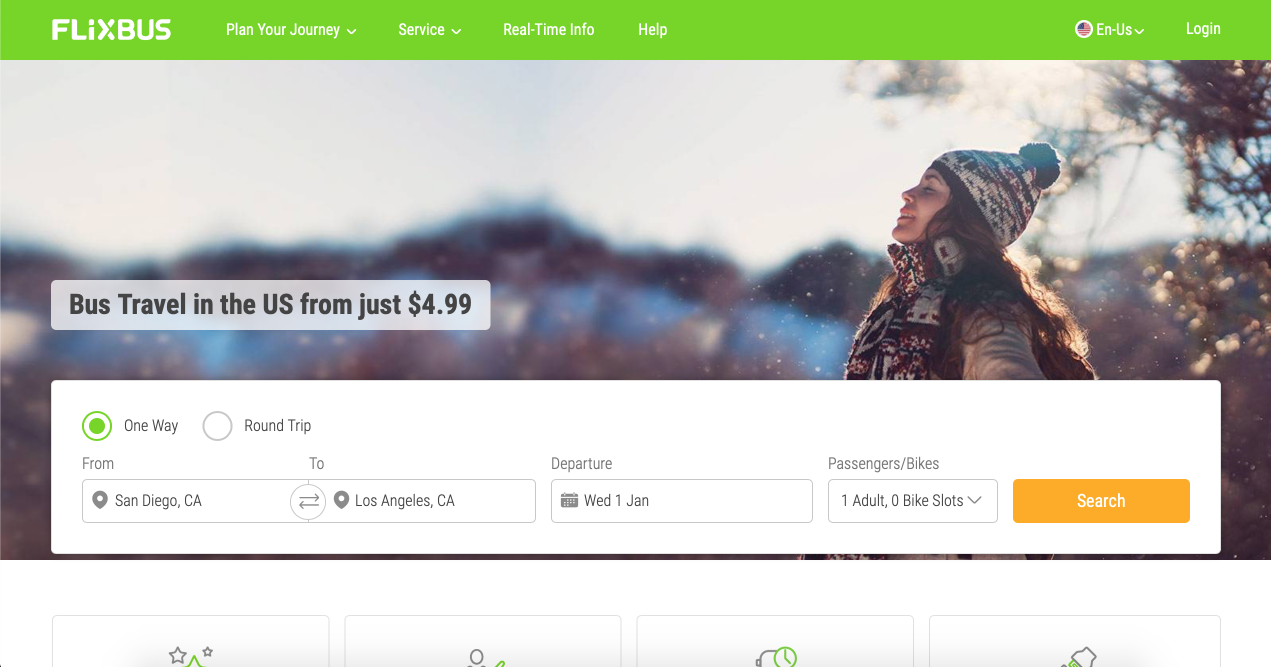 FLiXBUS Plan Your Journey Service Real-Time Info Help En-Us Login
Bus Travel in the US from just $4.99
One Way Round Trip
From To Departure Passengers/Bikes
San Diego, CA Los Angeles, CA Wed 1 Jan 1 Adult, 0 Bike Slots Search